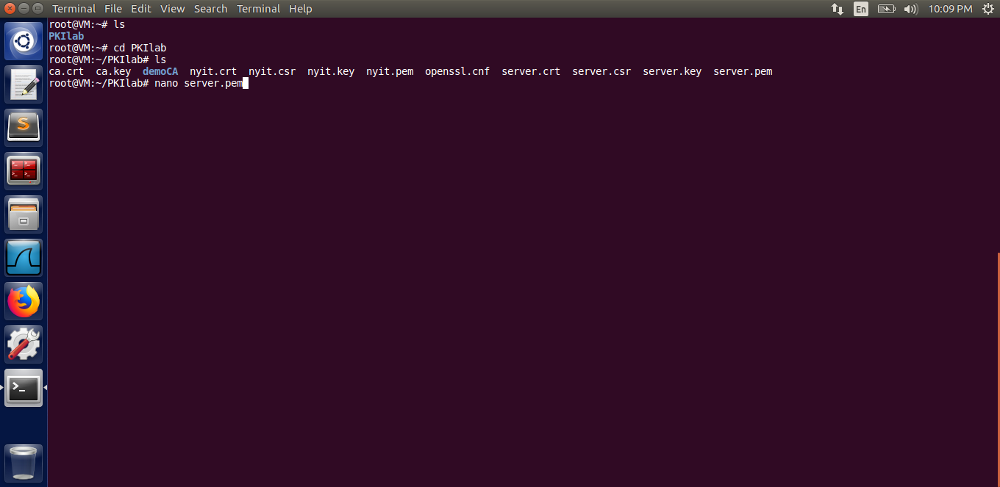 Terminal File Edit View Search Terminal Help En 10:09 PM
root@VM:~# ls
PKIlab
root@VM:~# cd PKIlab
root@VM:~/PKIlab# ls
ca.crt ca.key demoCA nyit.crt nyit.csr nyit.key nyit.pem openssl.cnf server.crt server.csr server.key server.pem
root@VM:~/PKIlab# nano server.pem